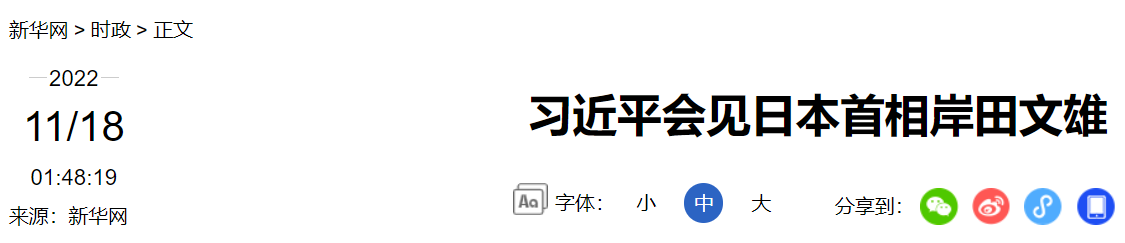 新华网 > 时政 > 正文
2022
11/18
01:48:19
来源：新华网
习近平会见日本首相岸田文雄
Aa 字体： 小 中 大 分享到：